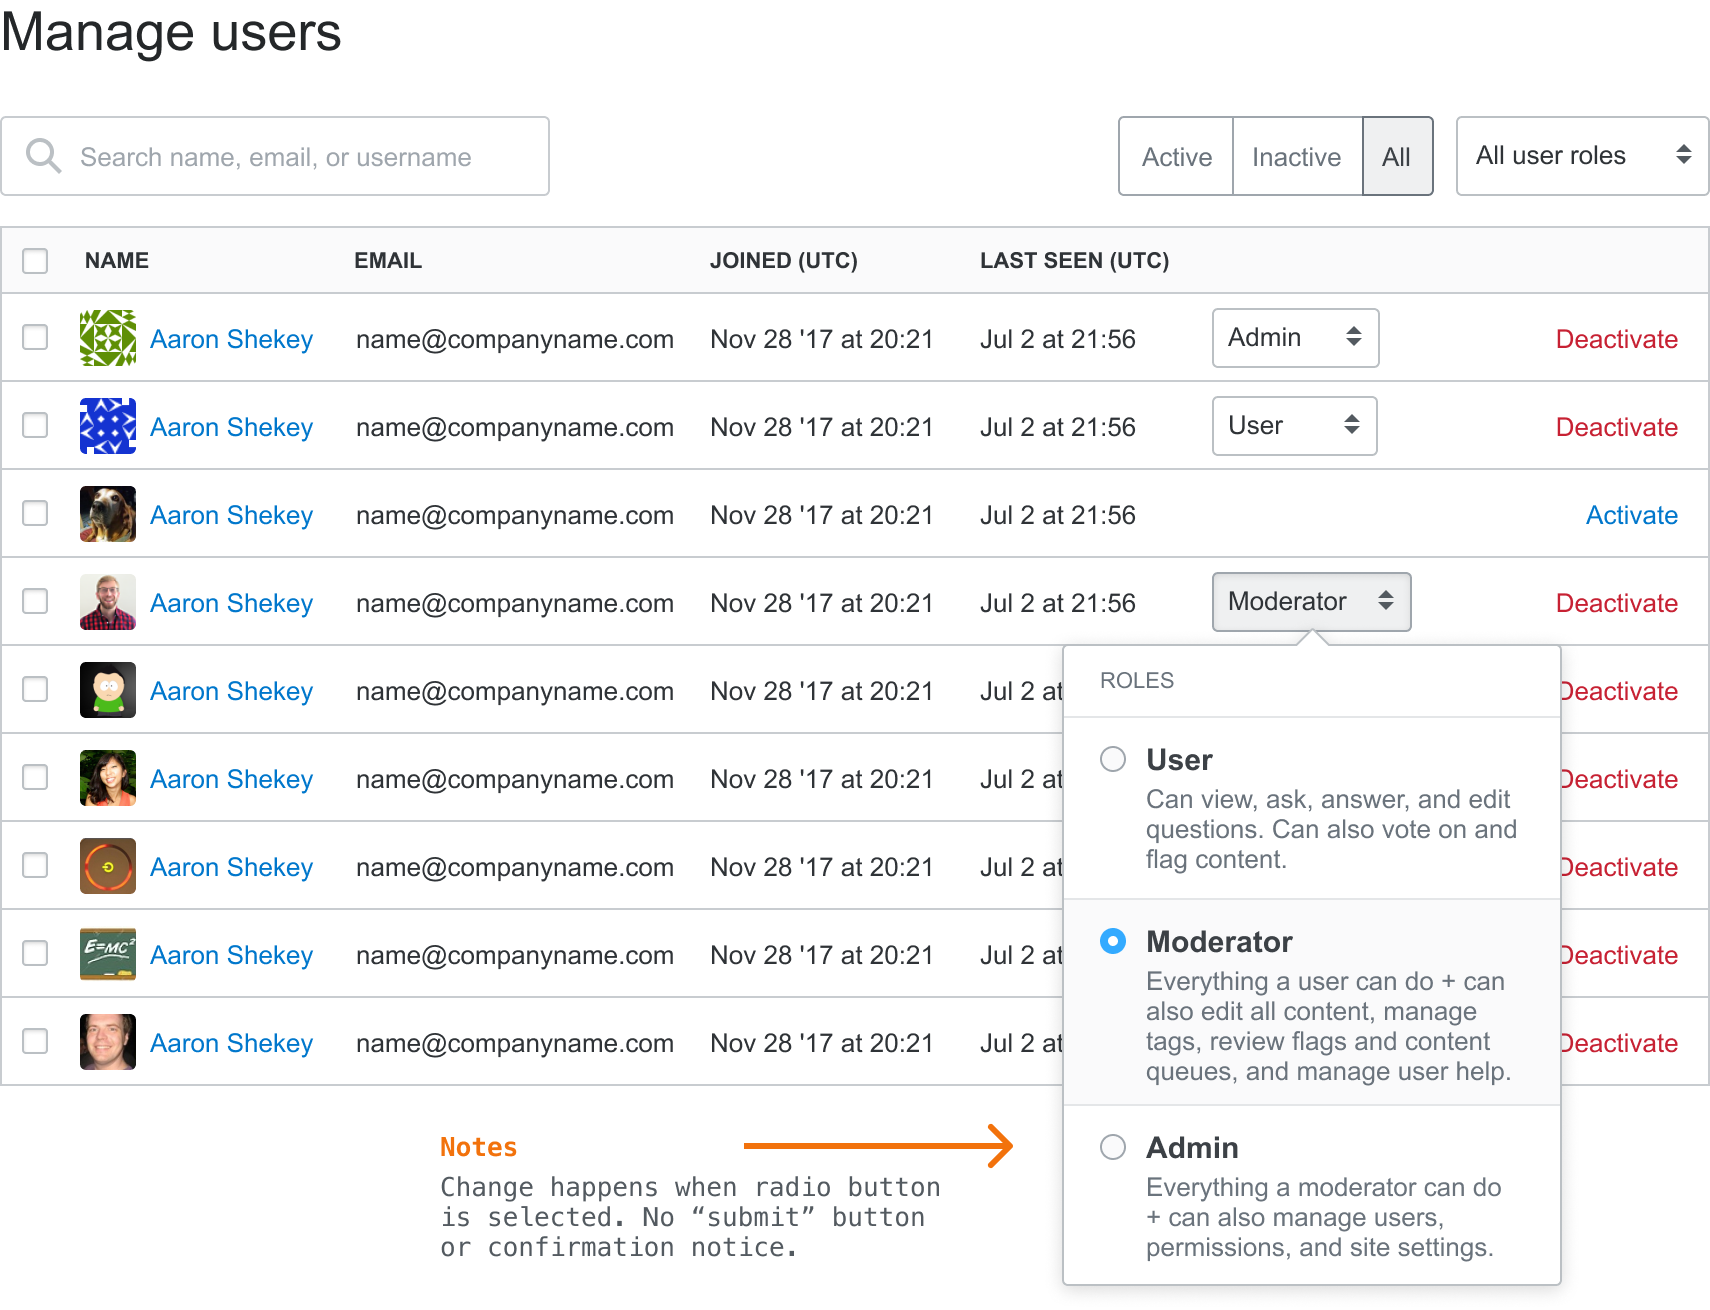 Manage users
Search name, email, or username
Active Inactive All All user roles
NAME EMAIL JOINED (UTC) LAST SEEN (UTC)
Aaron Shekey name@companyname.com Nov 28 '17 at 20:21 Jul 2 at 21:56 Admin Deactivate
Aaron Shekey name@companyname.com Nov 28 '17 at 20:21 Jul 2 at 21:56 User Deactivate
Aaron Shekey name@companyname.com Nov 28 '17 at 20:21 Jul 2 at 21:56 Activate
Aaron Shekey name@companyname.com Nov 28 '17 at 20:21 Jul 2 at 21:56 Moderator Deactivate
Aaron Shekey name@companyname.com Nov 28 '17 at 20:21 Jul 2 at Deactivate
Aaron Shekey name@companyname.com Nov 28 '17 at 20:21 Jul 2 at Deactivate
Aaron Shekey name@companyname.com Nov 28 '17 at 20:21 Jul 2 at Deactivate
E=MC² Aaron Shekey name@companyname.com Nov 28 '17 at 20:21 Jul 2 at Deactivate
Aaron Shekey name@companyname.com Nov 28 '17 at 20:21 Jul 2 at Deactivate
ROLES
User
Can view, ask, answer, and edit
questions. Can also vote on and
flag content.
Moderator
Everything a user can do + can
also edit all content, manage
tags, review flags and content
queues, and manage user help.
Admin
Everything a moderator can do
+ can also manage users,
permissions, and site settings.
Notes
Change happens when radio button
is selected. No “submit” button
or confirmation notice.